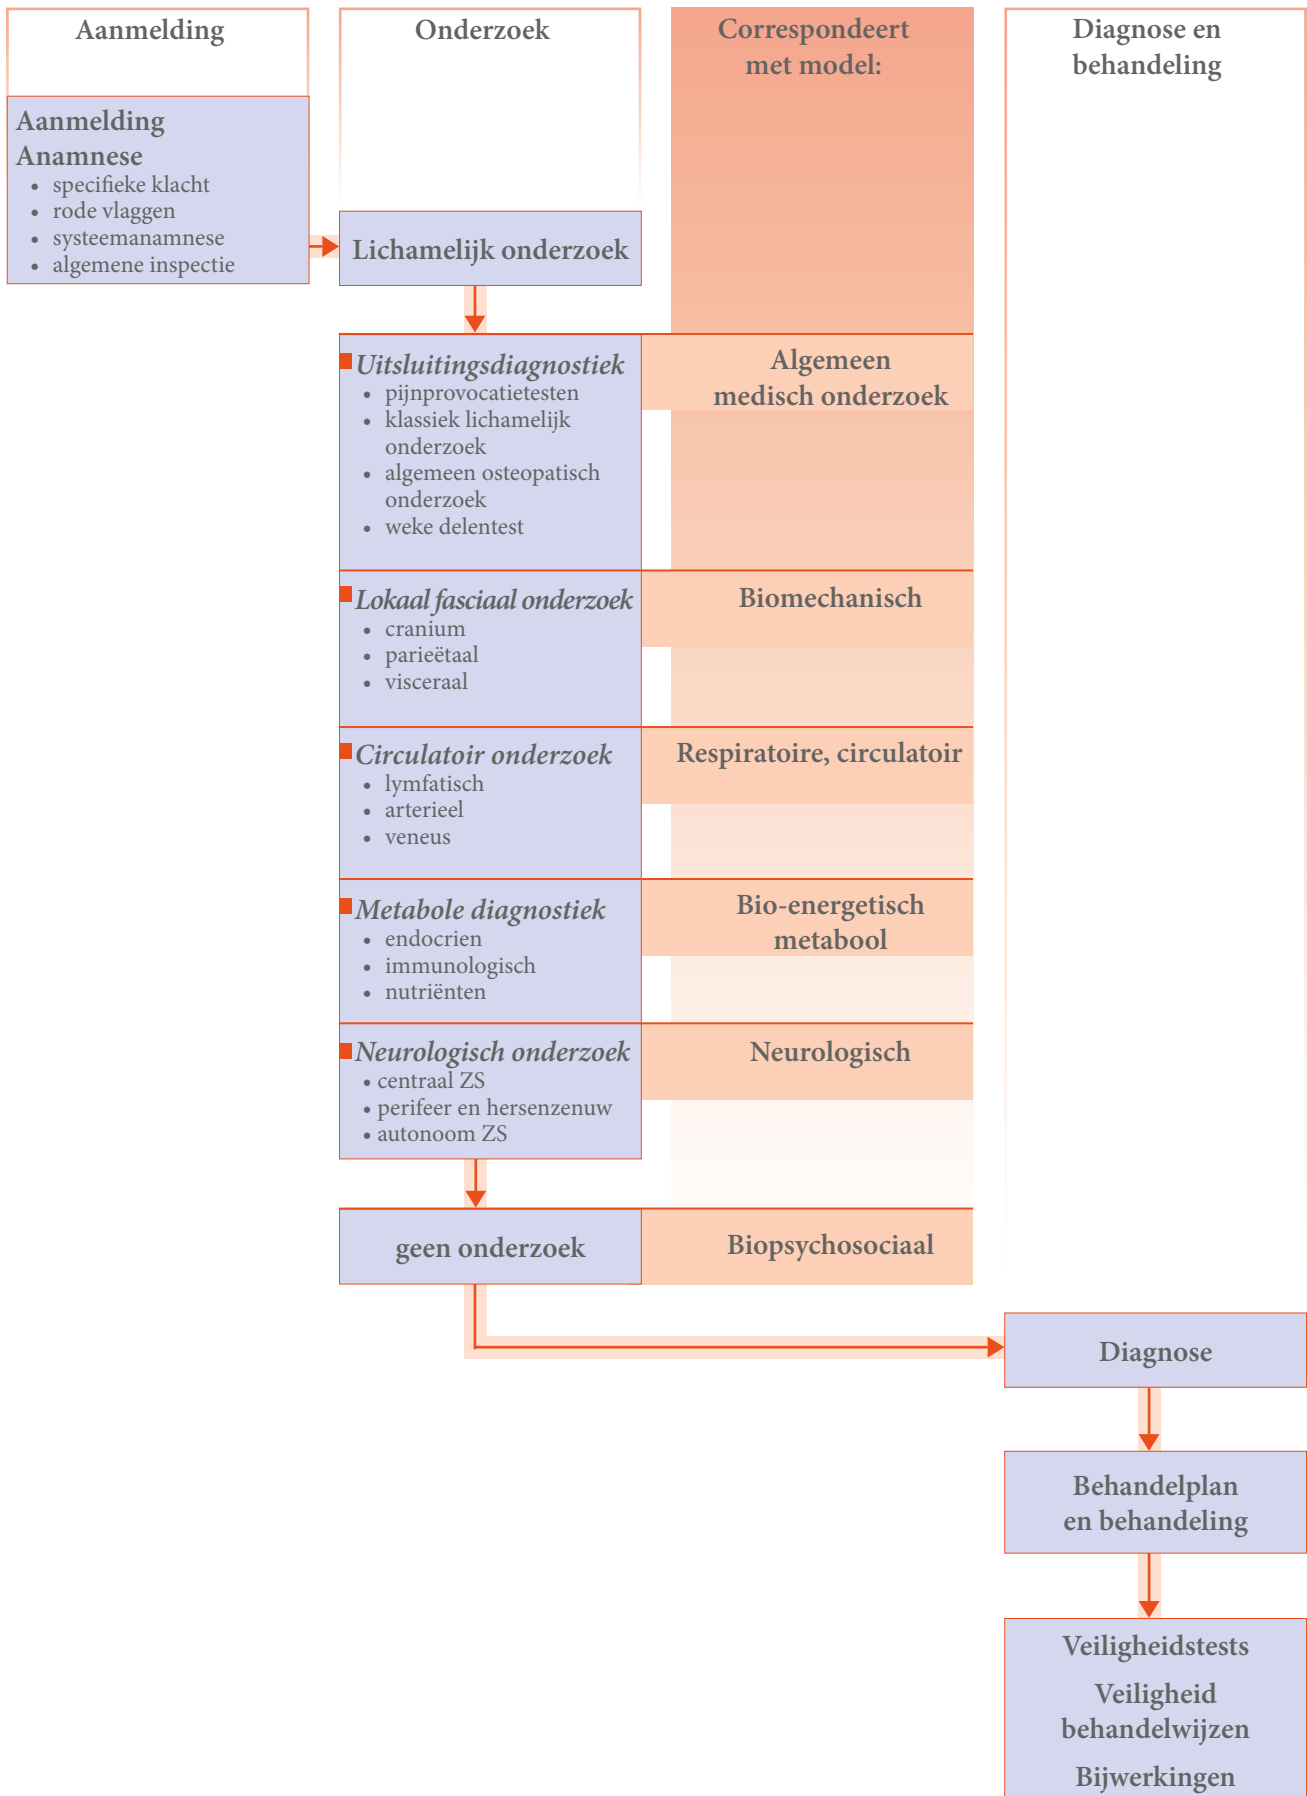 Aanmelding
Aanmelding
Anamnese
• specifieke klacht
• rode vlaggen
• systeemanamnese
• algemene inspectie
Onderzoek
Lichamelijk onderzoek
Correspondeert
met model:
Uitsluitingsdiagnostiek
• pijnprovocatietesten
• klassiek lichamelijk
onderzoek
• algemeen osteopatisch
onderzoek
• weke delentest
Algemeen
medisch onderzoek
Lokaal fasciaal onderzoek
• cranium
• parieëtaal
• visceraal
Biomechanisch
Circulatoir onderzoek
• lymfatisch
• arterieel
• veneus
Respiratoire, circulatoir
Metabole diagnostiek
• endocrien
• immunologisch
• nutriënten
Bio-energetisch
metabool
Neurologisch onderzoek
• centraal ZS
• perifeer en hersenzenuw
• autonoom ZS
Neurologisch
geen onderzoek
Biopsychosociaal
Diagnose en
behandeling
Diagnose
Behandelplan
en behandeling
Veiligheidstests
Veiligheid
behandelwijzen
Bijwerkingen